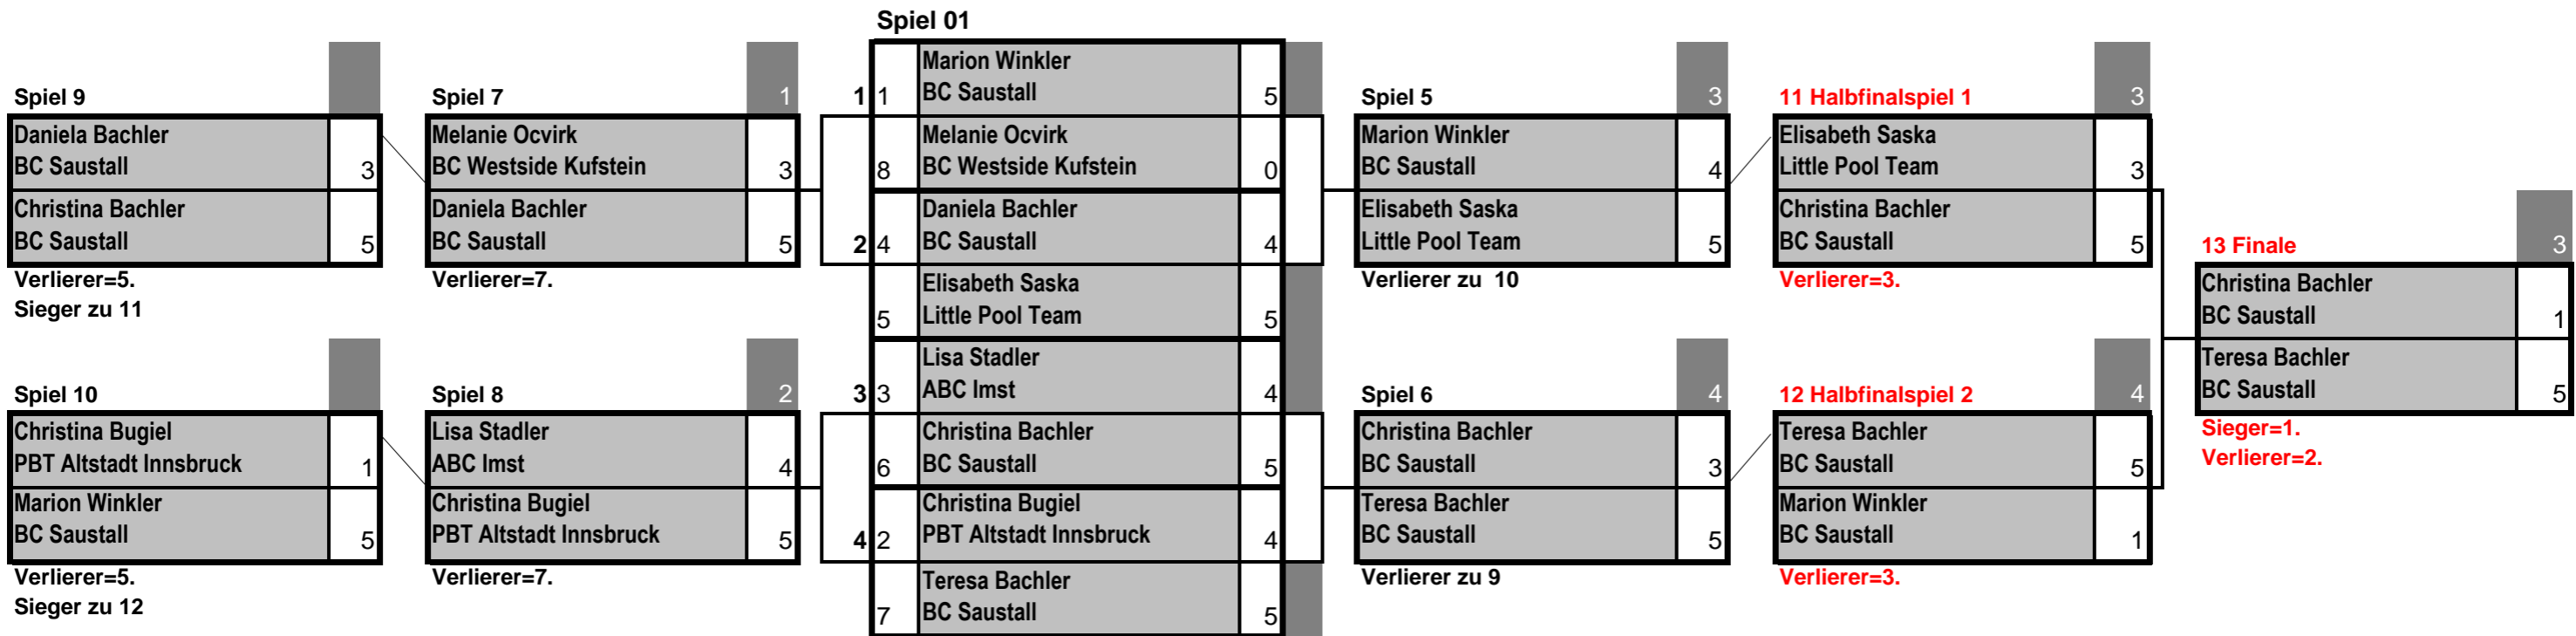 Spiel 9
Daniela Bachler
BC Saustall 3
Christina Bachler
BC Saustall 5
Verlierer=5.
Sieger zu 11
Spiel 10
Christina Bugiel
PBT Altstadt Innsbruck 1
Marion Winkler
BC Saustall 5
Verlierer=5.
Sieger zu 12
Spiel 7 1
Melanie Ocvirk
BC Westside Kufstein 3
Daniela Bachler
BC Saustall 5
Verlierer=7.
Spiel 8 2
Lisa Stadler
ABC Imst 4
Christina Bugiel
PBT Altstadt Innsbruck 5
Verlierer=7.
Spiel 01
Marion Winkler
1 1 BC Saustall 5
Melanie Ocvirk
8 BC Westside Kufstein 0
Daniela Bachler
2 4 BC Saustall 4
Elisabeth Saska
5 Little Pool Team 5
Lisa Stadler
3 3 ABC Imst 4
Christina Bachler
6 BC Saustall 5
Christina Bugiel
4 2 PBT Altstadt Innsbruck 4
Teresa Bachler
7 BC Saustall 5
Spiel 5 3
Marion Winkler
BC Saustall 4
Elisabeth Saska
Little Pool Team 5
Verlierer zu 10
Spiel 6 4
Christina Bachler
BC Saustall 3
Teresa Bachler
BC Saustall 5
Verlierer zu 9
11 Halbfinalspiel 1 3
Elisabeth Saska
Little Pool Team 3
Christina Bachler
BC Saustall 5
Verlierer=3.
12 Halbfinalspiel 2 4
Teresa Bachler
BC Saustall 5
Marion Winkler
BC Saustall 1
Verlierer=3.
13 Finale 3
Christina Bachler
BC Saustall 1
Teresa Bachler
BC Saustall 5
Sieger=1.
Verlierer=2.